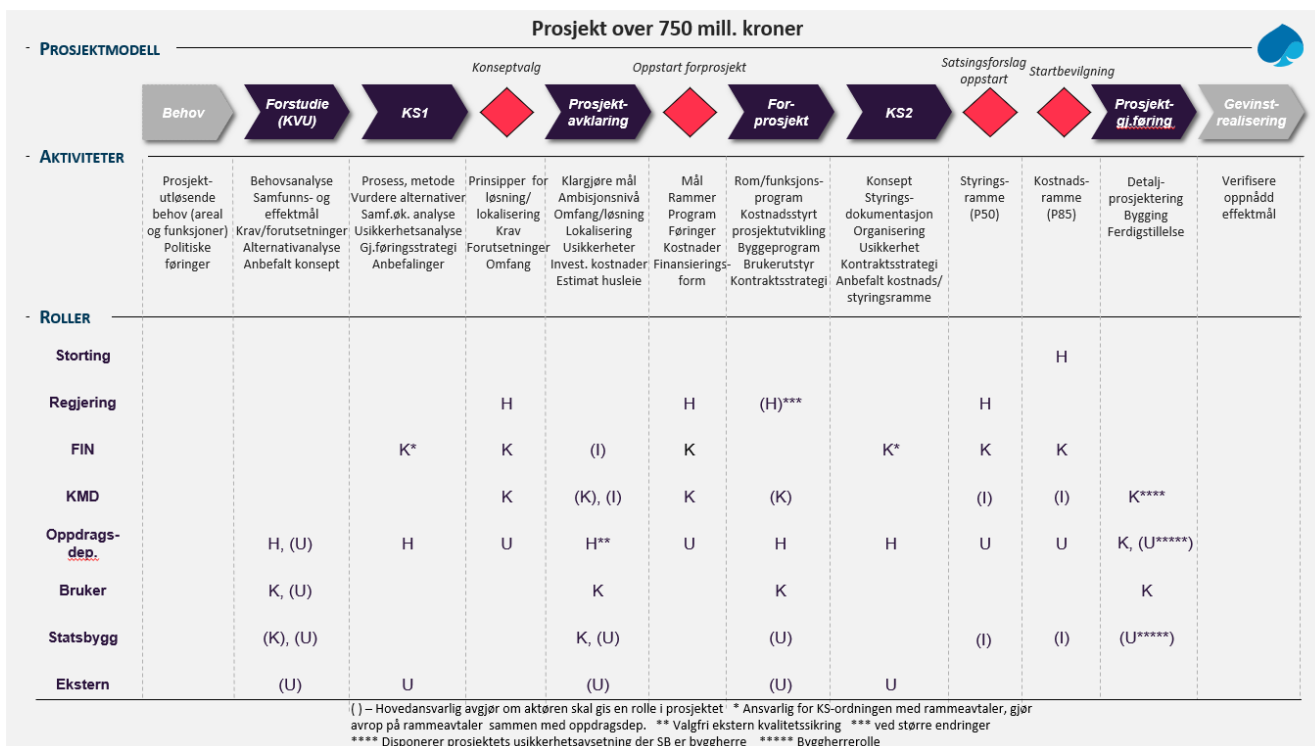 Prosjekt over 750 mill. kroner
- PROSJEKTMODELL
Konseptvalg
Oppstart forprosjekt
Satsingsforslag
oppstart
Startbevilgning
Behov
Forstudie
(KVU)
KS1
Prosjekt-
avklaring
For-
prosjekt
KS2
Prosjekt-
gj.føring
Gevinst-
realisering
- AKTIVITETER
Prosjekt-
utløsende
behov (areal
og funksjoner)
Politiske
føringer
Behovsanalyse
Samfunns- og
effektmål
Krav/forutsetninger
Alternativanalyse
Anbefalt konsept
Prosess, metode
Vurdere alternativer
Samf.øk. analyse
Usikkerhetsanalyse
Gj.føringsstrategi
Anbefalinger
Prinsipper for
løsning/
lokalisering
Krav
Forutsetninger
Omfang
Klargjøre mål
Ambisjonsnivå
Omfang/løsning
Lokalisering
Usikkerheter
Invest. kostnader
Estimat husleie
Mål
Rammer
Program
Føringer
Kostnader
Finansierings-
form
Rom/funksjons-
program
Kostnadsstyrt
prosjektutvikling
Byggeprogram
Brukerutstyr
Kontraktsstrategi
Konsept
Styrings-
dokumentasjon
Organisering
Usikkerhet
Kontraktsstrategi
Anbefalt kostnads/
styringsramme
Styrings-
ramme
(P50)
Kostnads-
ramme
(P85)
Detalj-
prosjektering
Bygging
Ferdigstillelse
Verifisere
oppnådd
effektmål
- ROLLER
Storting H
Regjering H H (H)*** H
FIN K* K (I) K K* K K
KMD K (K), (I) K (K) (I) (I) K****
Oppdrags-
dep. H, (U) H U H** U H H U U K, (U*****)
Bruker K, (U) K K K
Statsbygg (K), (U) K, (U) (U) (I) (I) (U*****)
Ekstern (U) U (U) (U) U
( ) – Hovedansvarlig avgjør om aktøren skal gis en rolle i prosjektet * Ansvarlig for KS-ordningen med rammeavtaler, gjør
avrop på rammeavtaler sammen med oppdragsdep. ** Valgfri ekstern kvalitetssikring *** ved større endringer
**** Disponerer prosjektets usikkerhetsavsetning der SB er byggherre ***** Byggherrerolle